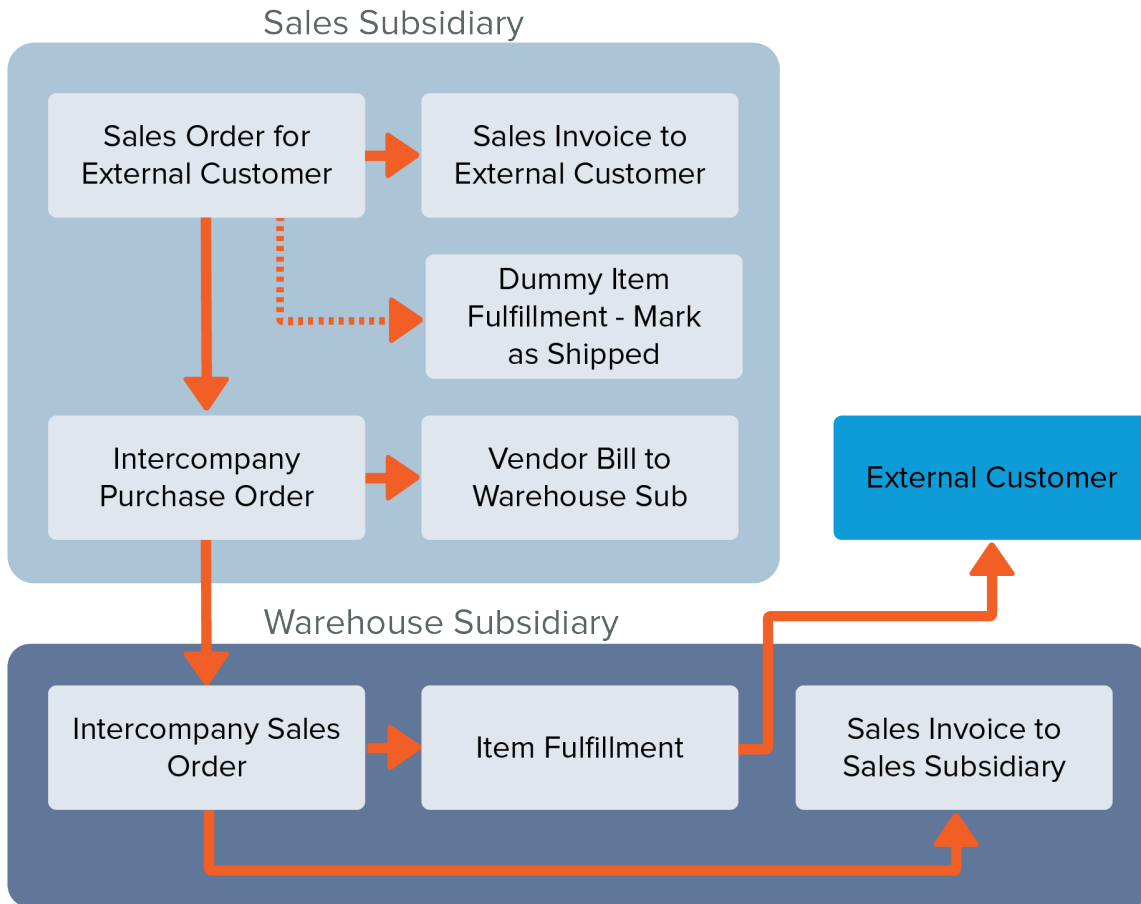 Sales Subsidiary
Sales Order for
External Customer
Sales Invoice to
External Customer
Dummy Item
Fulfillment - Mark
as Shipped
Intercompany
Purchase Order
Vendor Bill to
Warehouse Sub
External Customer
Warehouse Subsidiary
Intercompany Sales
Order
Item Fulfillment
Sales Invoice to
Sales Subsidiary